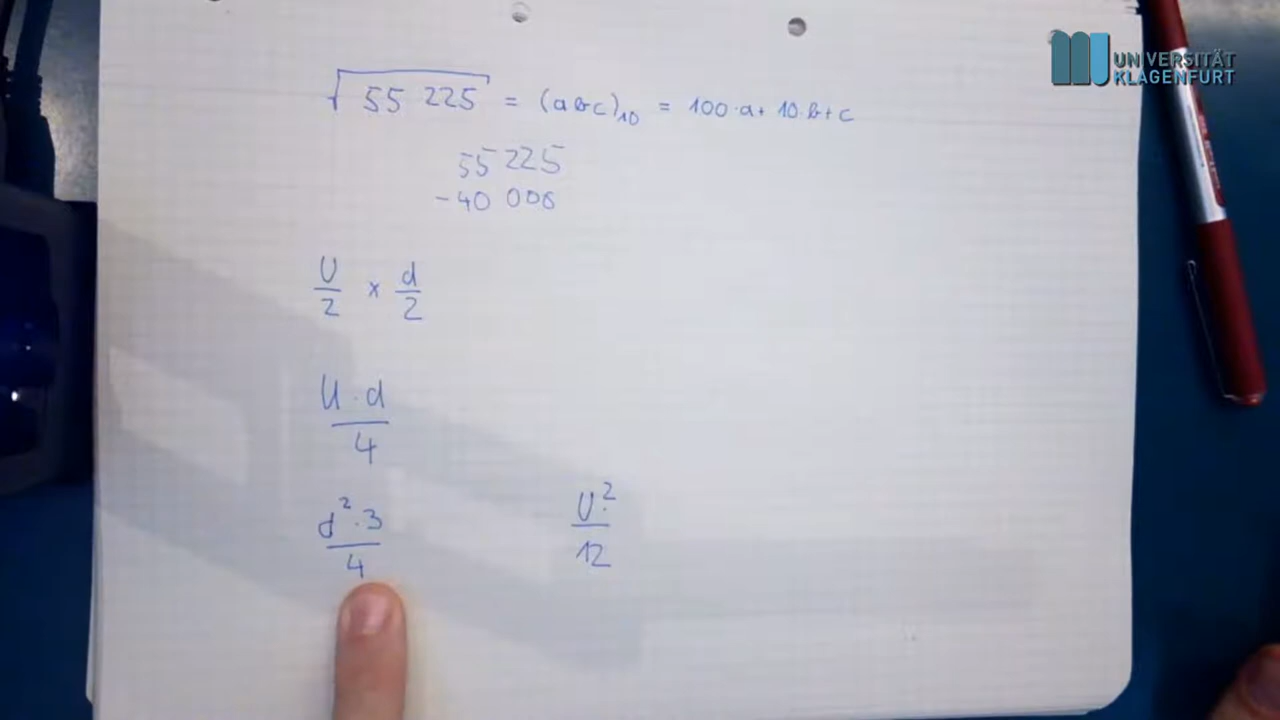 UNIVERSITÄT
KLAGENFURT
√55 225 = (abc)₁₀ = 100·a+ 10·b+c
55 225
-40 000
U/2 x d/2
U·d/4
d²·3/4
U²/12